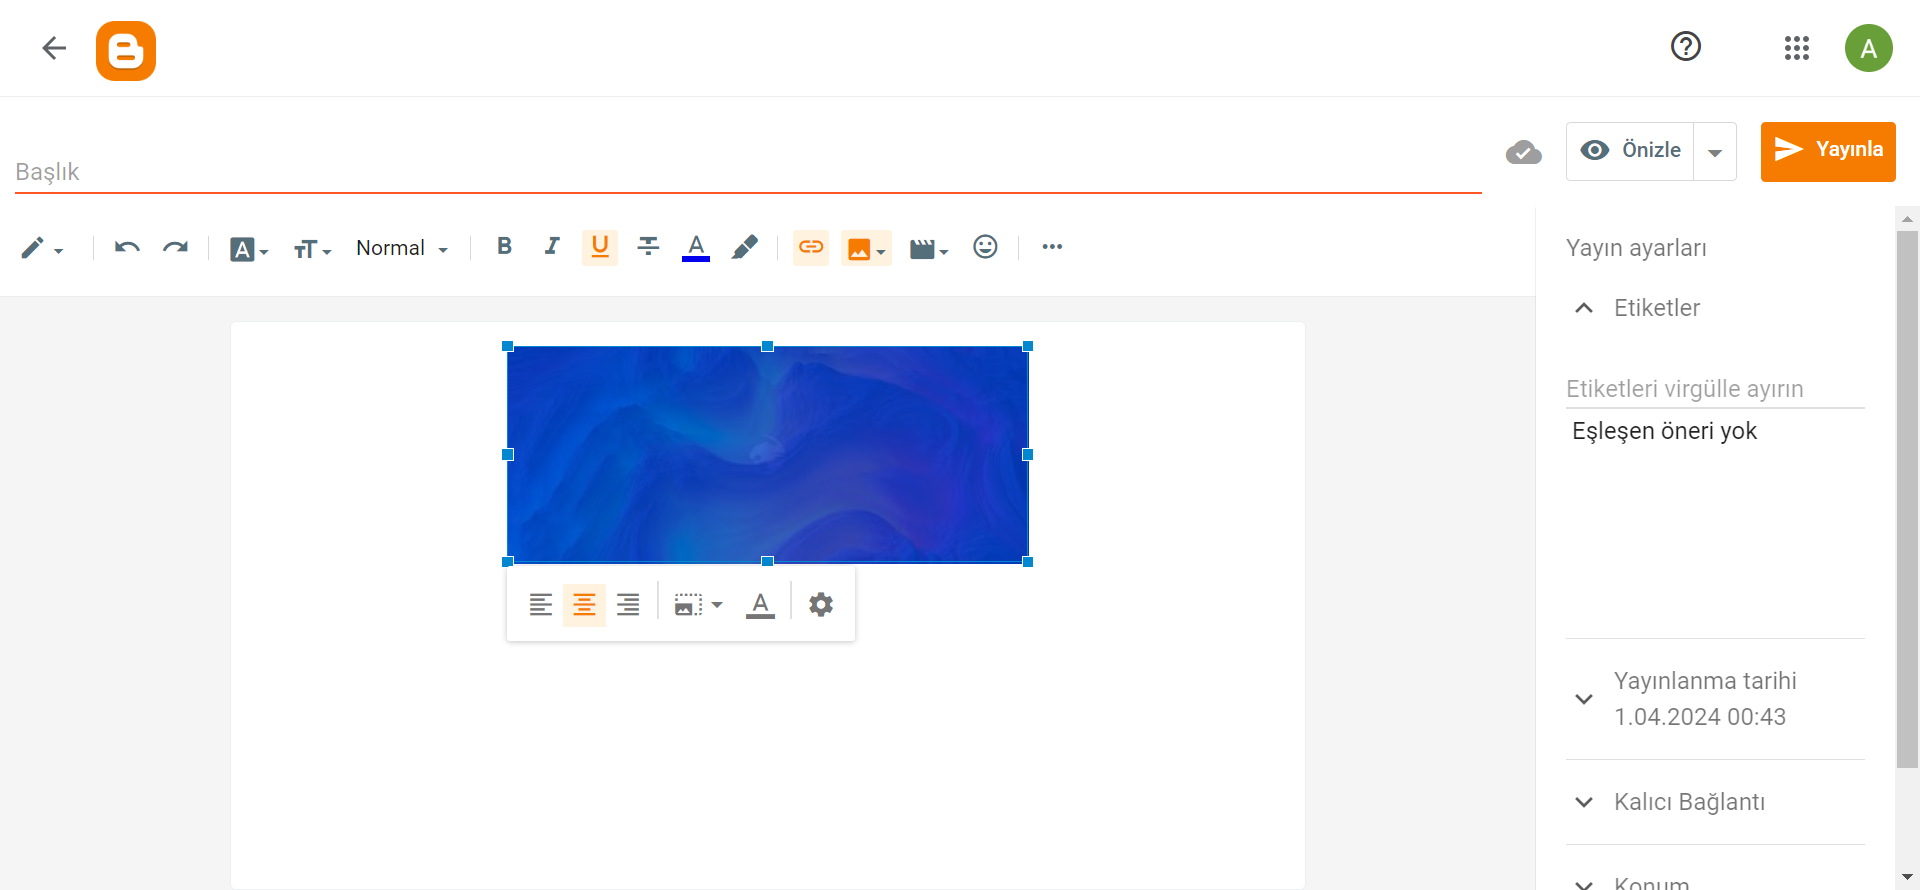 A
Başlık
Önizle
Yayınla
Normal
B
I
U
A
Yayın ayarları
Etiketler
Etiketleri virgülle ayırın
Eşleşen öneri yok
Yayınlanma tarihi
1.04.2024 00:43
Kalıcı Bağlantı
Konum